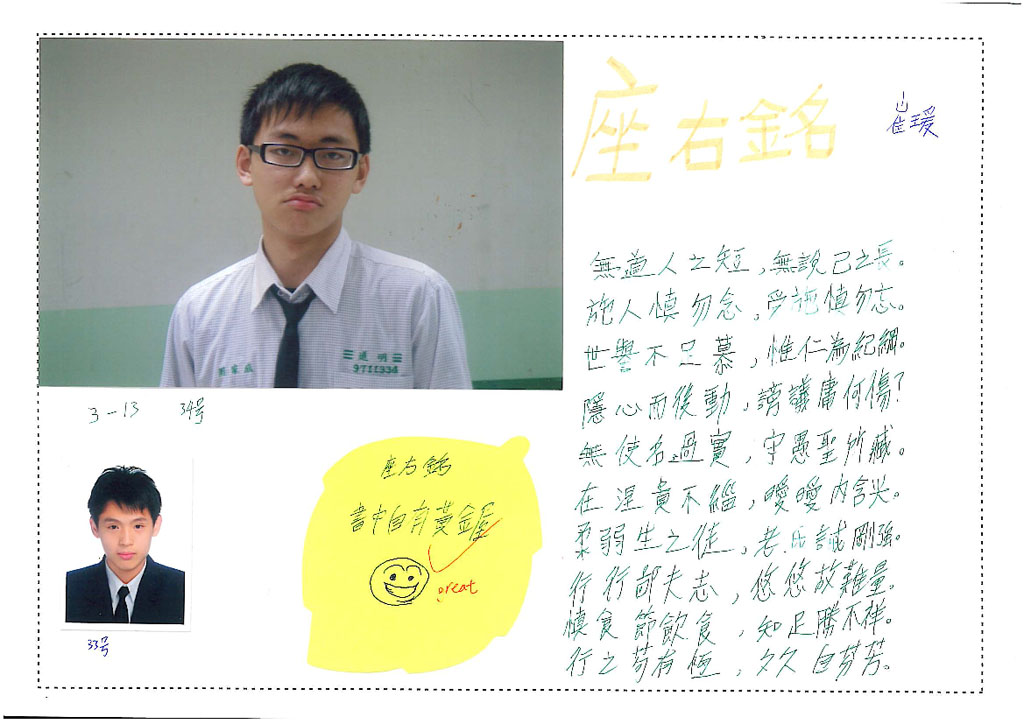 座右銘
崔瑗
道明
9711334
3-13 34号
33号
座右銘
書中自有黃金屋
great
無道人之短，無說己之長。
施人慎勿念，受施慎勿忘。
世譽不足慕，惟仁為紀綱。
隱心而後動，謗議庸何傷？
無使名過實，守愚聖所臧。
在涅貴不緇，曖曖內含光。
柔弱生之徒，老氏誡剛強。
行行鄙夫志，悠悠故難量。
慎食節飲食，知足勝不祥。
行之苟有恆，久久自芬芳。